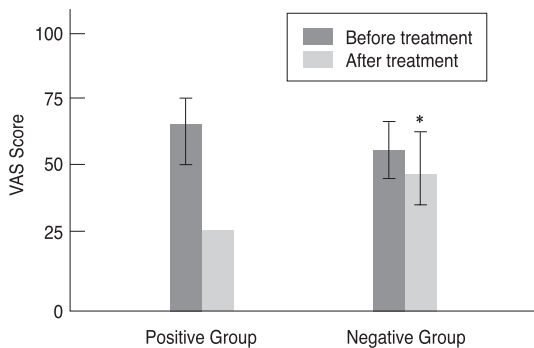 Before treatment
After treatment
VAS Score
100
75
50
25
0
*
Positive Group
Negative Group